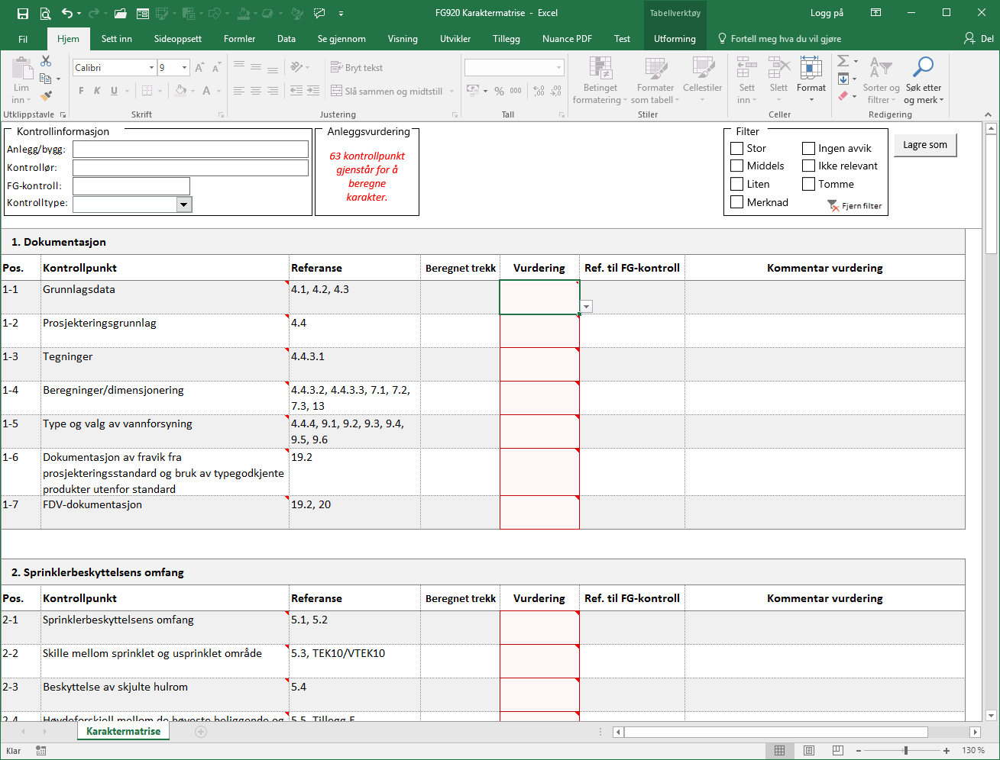 FG920 Karaktermatrise - Excel
Tabellverktøy
Logg på
Fil Hjem Sett inn Sideoppsett Formler Data Se gjennom Visning Utvikler Tillegg Nuance PDF Test Utforming Fortell meg hva du vil gjøre Del
Lim
inn
Calibri 9
F K U
Bryt tekst
Slå sammen og midtstill
% 000
Betinget
formatering
Formater
som tabell
Cellestiler
Sett
inn
Slett
Format
Sorter og
filtrer
Søk etter
og merk
Utklippstavle Skrift Justering Tall Stiler Celler Redigering
Kontrollinformasjon
Anlegg/bygg:
Kontrollør:
FG-kontroll:
Kontrolltype:
Anleggsvurdering
63 kontrollpunkt
gjenstår for å
beregne
karakter.
Filter
Stor Ingen avvik
Middels Ikke relevant
Liten Tomme
Merknad Fjern filter
Lagre som
1. Dokumentasjon
Pos. Kontrollpunkt Referanse Beregnet trekk Vurdering Ref. til FG-kontroll Kommentar vurdering
1-1 Grunnlagsdata 4.1, 4.2, 4.3
1-2 Prosjekteringsgrunnlag 4.4
1-3 Tegninger 4.4.3.1
1-4 Beregninger/dimensjonering 4.4.3.2, 4.4.3.3, 7.1, 7.2,
7.3, 13
1-5 Type og valg av vannforsyning 4.4.4, 9.1, 9.2, 9.3, 9.4,
9.5, 9.6
1-6 Dokumentasjon av fravik fra 19.2
prosjekteringsstandard og bruk av typegodkjente
produkter utenfor standard
1-7 FDV-dokumentasjon 19.2, 20
2. Sprinklerbeskyttelsens omfang
Pos. Kontrollpunkt Referanse Beregnet trekk Vurdering Ref. til FG-kontroll Kommentar vurdering
2-1 Sprinklerbeskyttelsens omfang 5.1, 5.2
2-2 Skille mellom sprinklet og usprinklet område 5.3, TEK10/VTEK10
2-3 Beskyttelse av skjulte hulrom 5.4
2-4 Høydeforskjell mellom de høyeste beliggende og 5.5, Tillegg F
Karaktermatrise
Klar 130 %